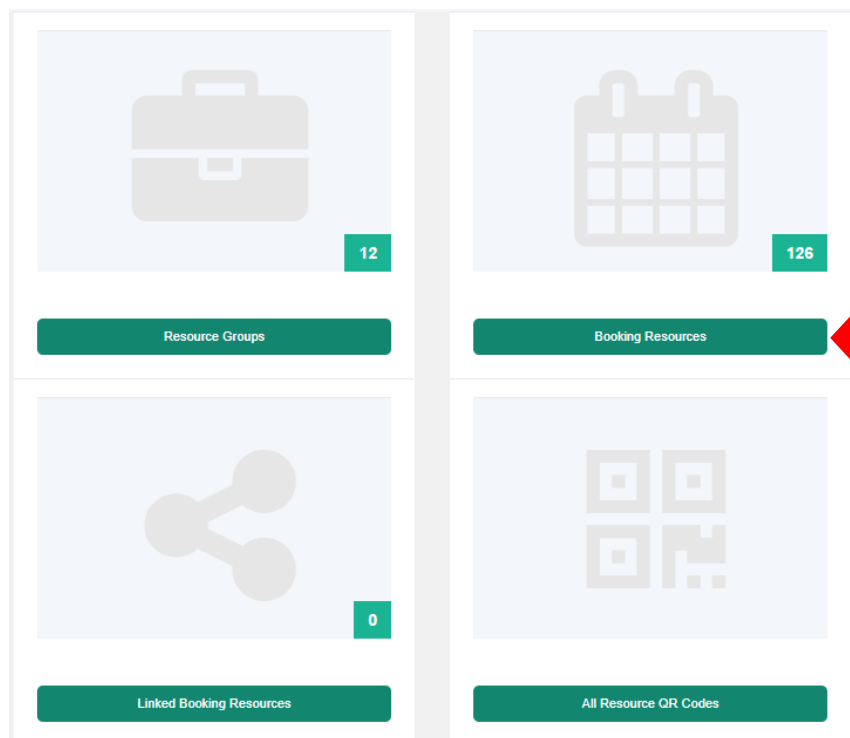 12
126
Resource Groups
Booking Resources
0
Linked Booking Resources
All Resource QR Codes